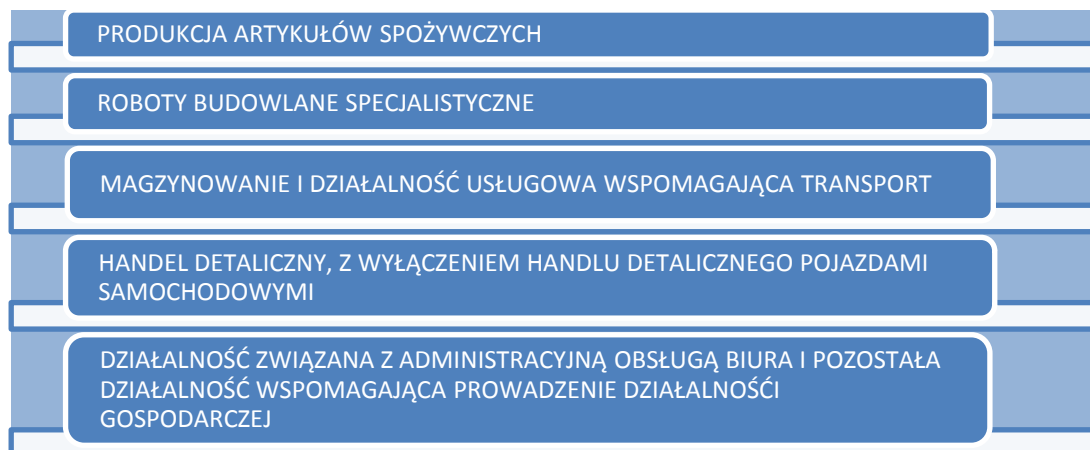 PRODUKCJA ARTYKUŁÓW SPOŻYWCZYCH
ROBOTY BUDOWLANE SPECJALISTYCZNE
MAGZYNOWANIE I DZIAŁALNOŚĆ USŁUGOWA WSPOMAGAJĄCA TRANSPORT
HANDEL DETALICZNY, Z WYŁĄCZENIEM HANDLU DETALICZNEGO POJAZDAMI
SAMOCHODOWYMI
DZIAŁALNOŚĆ ZWIĄZANA Z ADMINISTRACYJNĄ OBSŁUGĄ BIURA I POZOSTAŁA
DZIAŁALNOŚĆ WSPOMAGAJĄCA PROWADZENIE DZIAŁALNOŚĆI
GOSPODARCZEJ